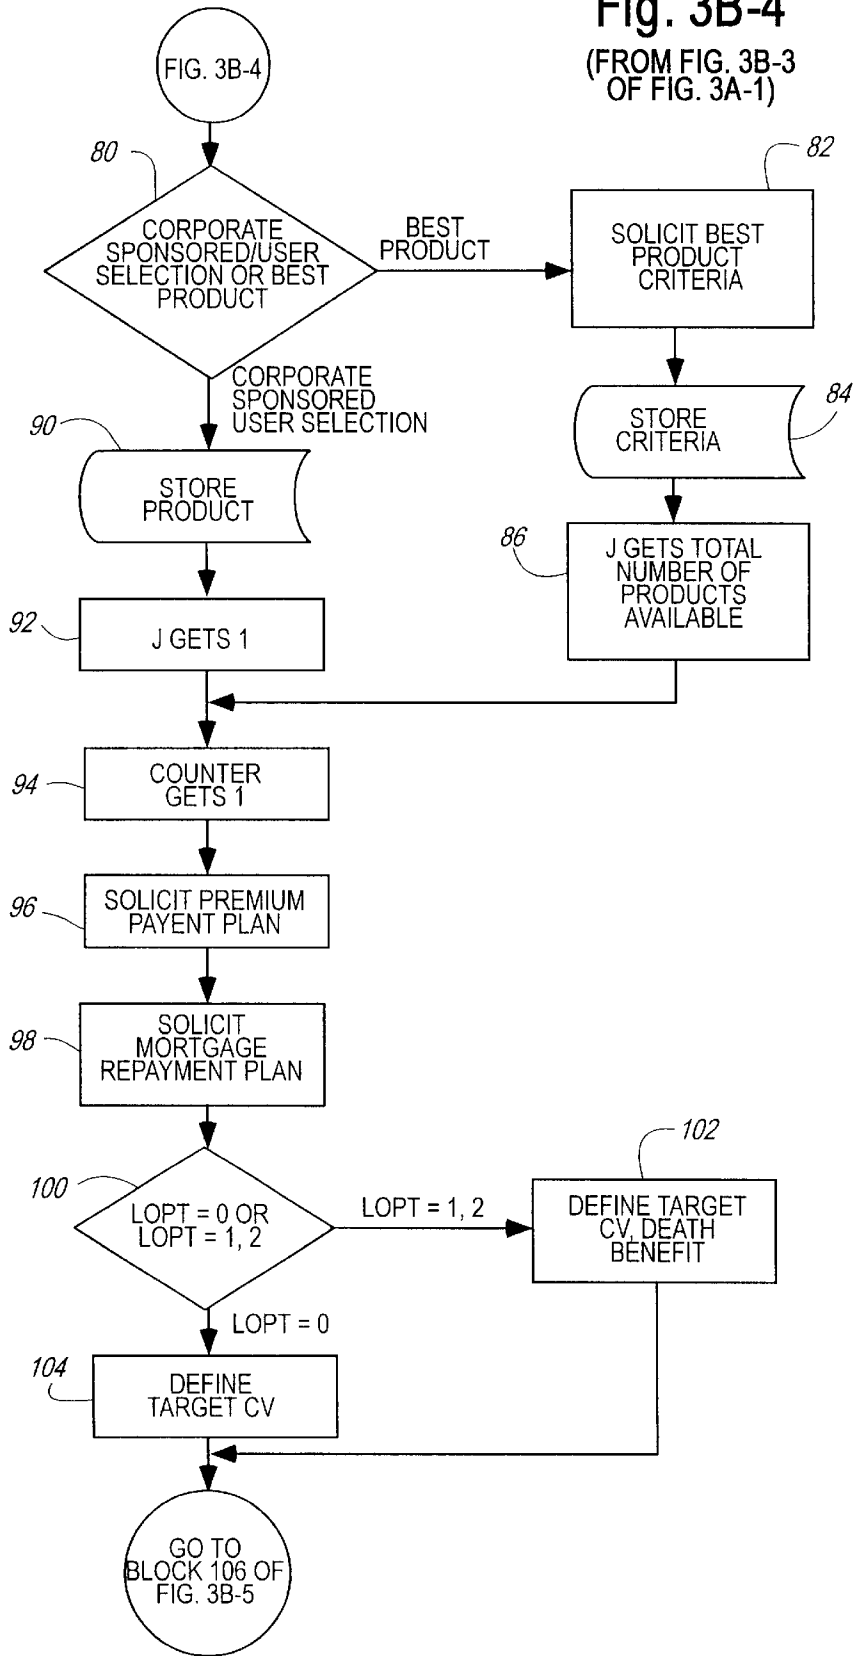 Fig. 3B-4
(FROM FIG. 3B-3
OF FIG. 3A-1)
FIG. 3B-4
80
CORPORATE
SPONSORED/USER
SELECTION OR BEST
PRODUCT
BEST
PRODUCT
82
SOLICIT BEST
PRODUCT
CRITERIA
CORPORATE
SPONSORED
USER SELECTION
84
STORE
CRITERIA
90
STORE
PRODUCT
86
J GETS TOTAL
NUMBER OF
PRODUCTS
AVAILABLE
92
J GETS 1
94
COUNTER
GETS 1
96
SOLICIT PREMIUM
PAYENT PLAN
98
SOLICIT
MORTGAGE
REPAYMENT PLAN
100
LOPT = 0 OR
LOPT = 1, 2
LOPT = 1, 2
102
DEFINE TARGET
CV, DEATH
BENEFIT
LOPT = 0
104
DEFINE
TARGET CV
GO TO
BLOCK 106 OF
FIG. 3B-5